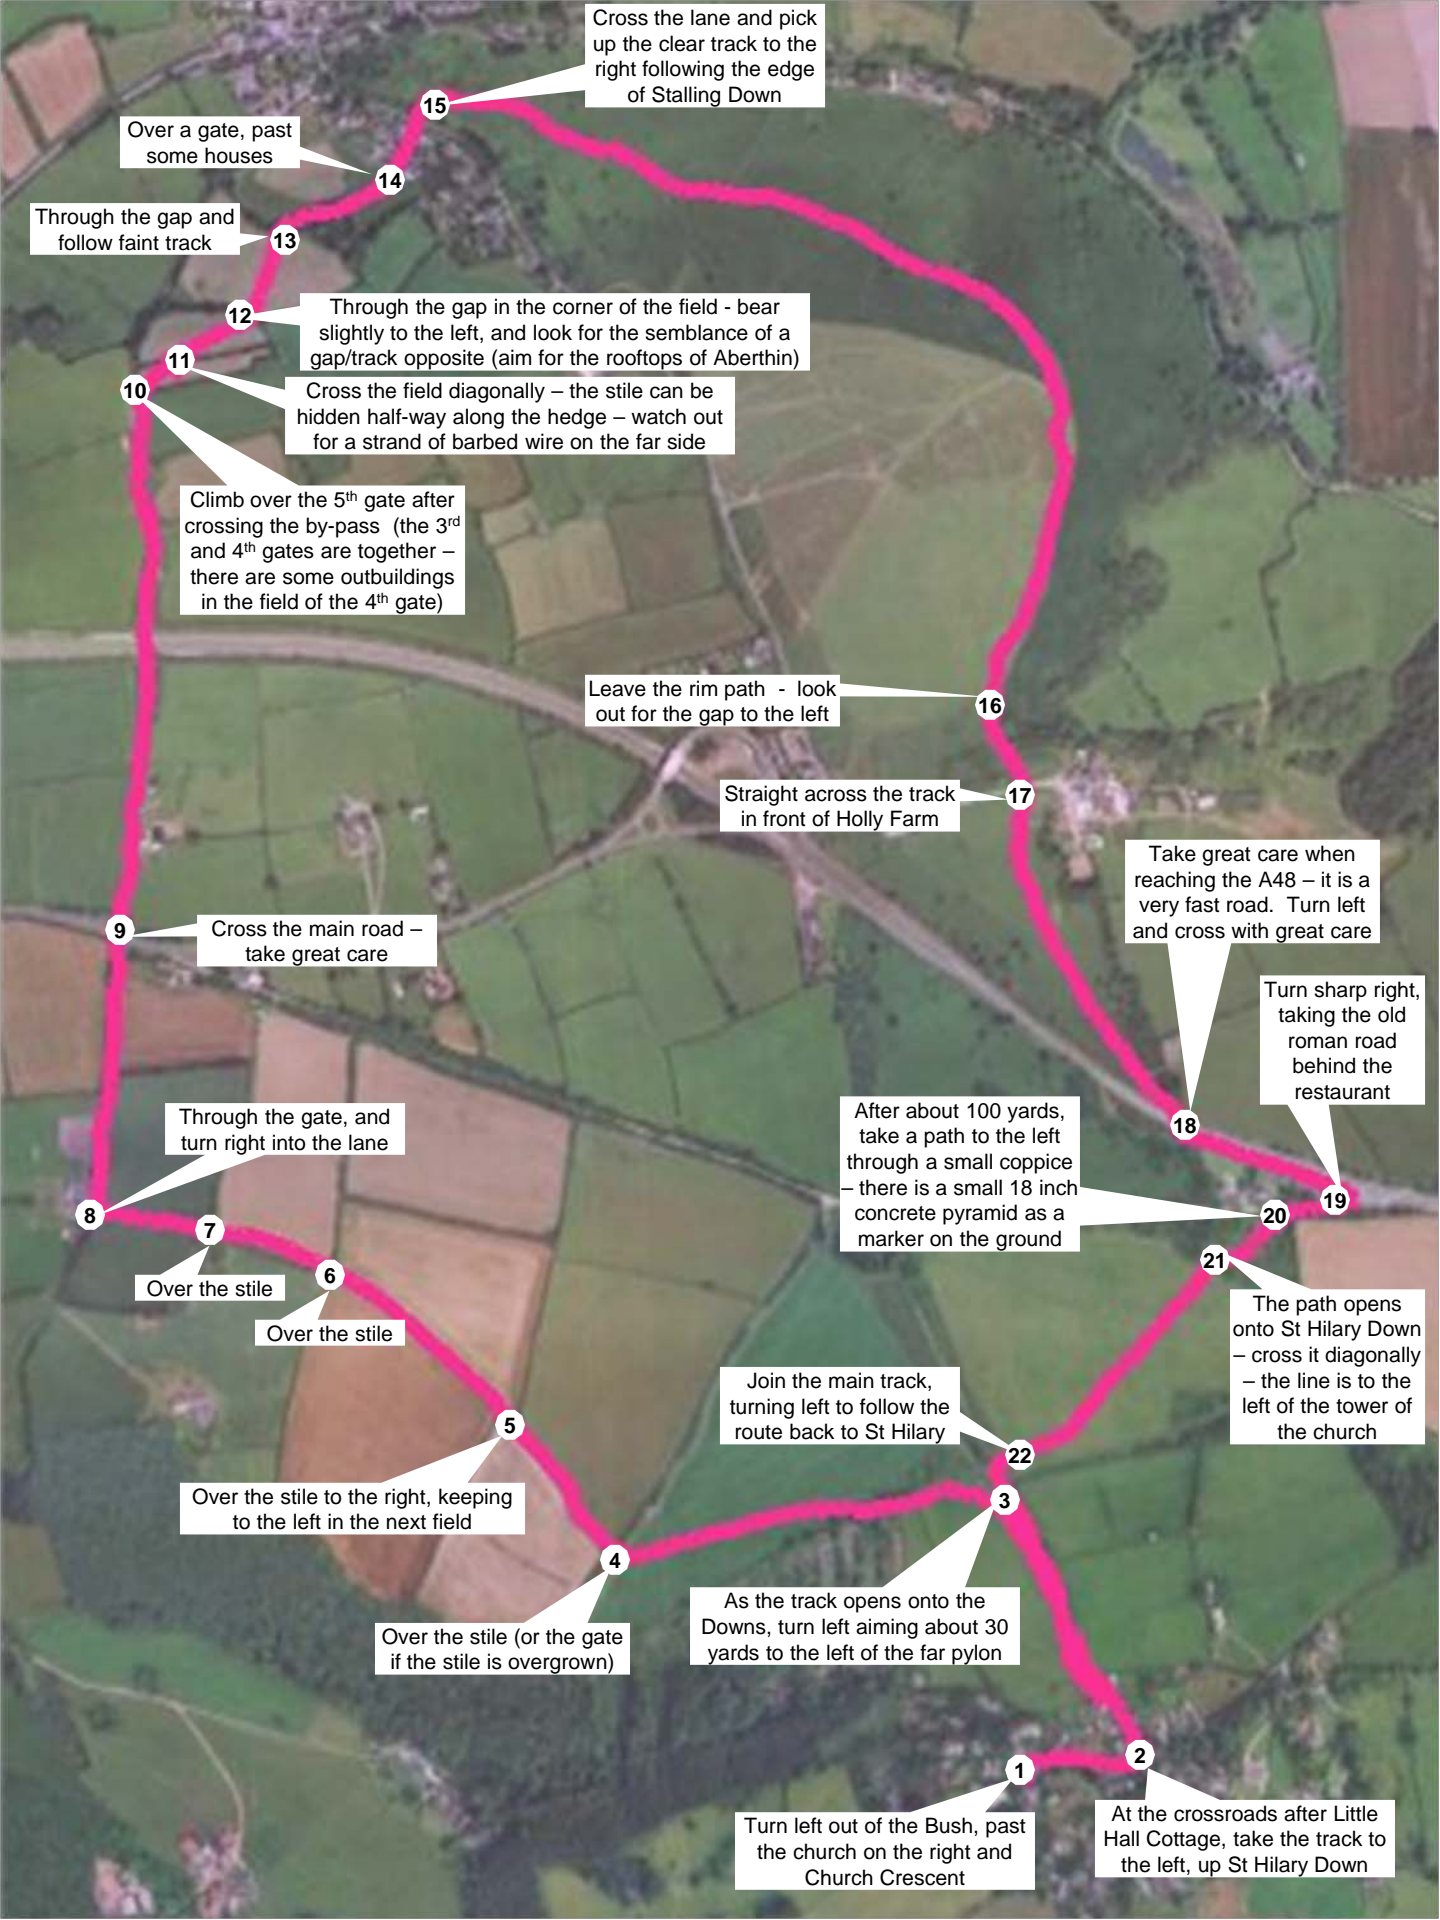 Cross the lane and pick
up the clear track to the
right following the edge
of Stalling Down
15
Over a gate, past
some houses
14
Through the gap and
follow faint track
13
12
Through the gap in the corner of the field - bear
slightly to the left, and look for the semblance of a
gap/track opposite (aim for the rooftops of Aberthin)
11
10
Cross the field diagonally – the stile can be
hidden half-way along the hedge – watch out
for a strand of barbed wire on the far side
Climb over the 5th gate after
crossing the by-pass (the 3rd
and 4th gates are together –
there are some outbuildings
in the field of the 4th gate)
Leave the rim path - look
out for the gap to the left
16
Straight across the track
in front of Holly Farm
17
Take great care when
reaching the A48 – it is a
very fast road. Turn left
and cross with great care
9
Cross the main road –
take great care
Turn sharp right,
taking the old
roman road
behind the
restaurant
18
Through the gate, and
turn right into the lane
After about 100 yards,
take a path to the left
through a small coppice
– there is a small 18 inch
concrete pyramid as a
marker on the ground
19
20
8
7
21
6
Over the stile
Over the stile
The path opens
onto St Hilary Down
– cross it diagonally
– the line is to the
left of the tower of
the church
Join the main track,
turning left to follow the
route back to St Hilary
5
22
3
Over the stile to the right, keeping
to the left in the next field
4
As the track opens onto the
Downs, turn left aiming about 30
yards to the left of the far pylon
Over the stile (or the gate
if the stile is overgrown)
2
1
Turn left out of the Bush, past
the church on the right and
Church Crescent
At the crossroads after Little
Hall Cottage, take the track to
the left, up St Hilary Down